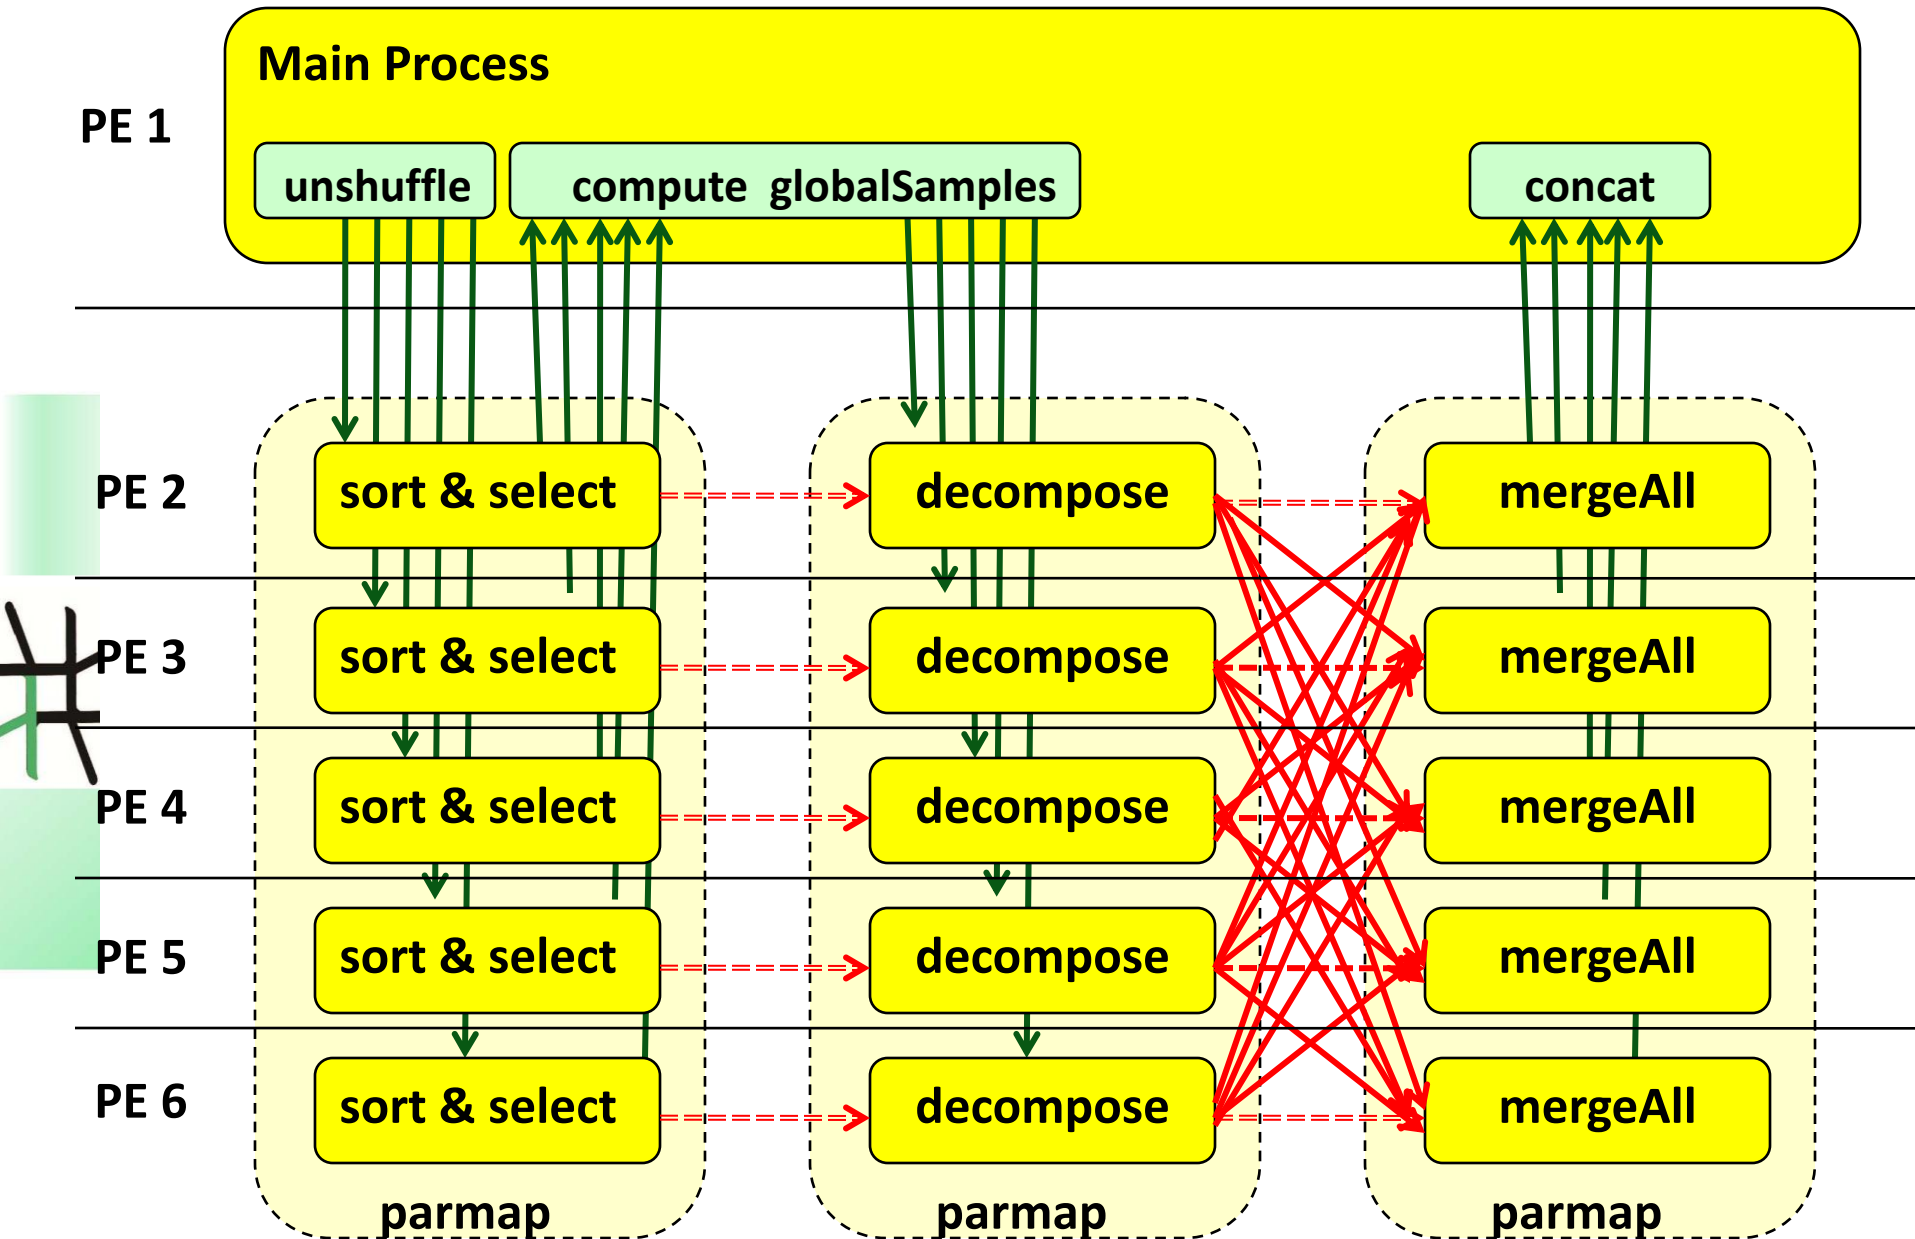 Main Process
PE 1
unshuffle
compute globalSamples
concat
PE 2
sort & select
decompose
mergeAll
PE 3
sort & select
decompose
mergeAll
PE 4
sort & select
decompose
mergeAll
PE 5
sort & select
decompose
mergeAll
PE 6
sort & select
decompose
mergeAll
parmap
parmap
parmap